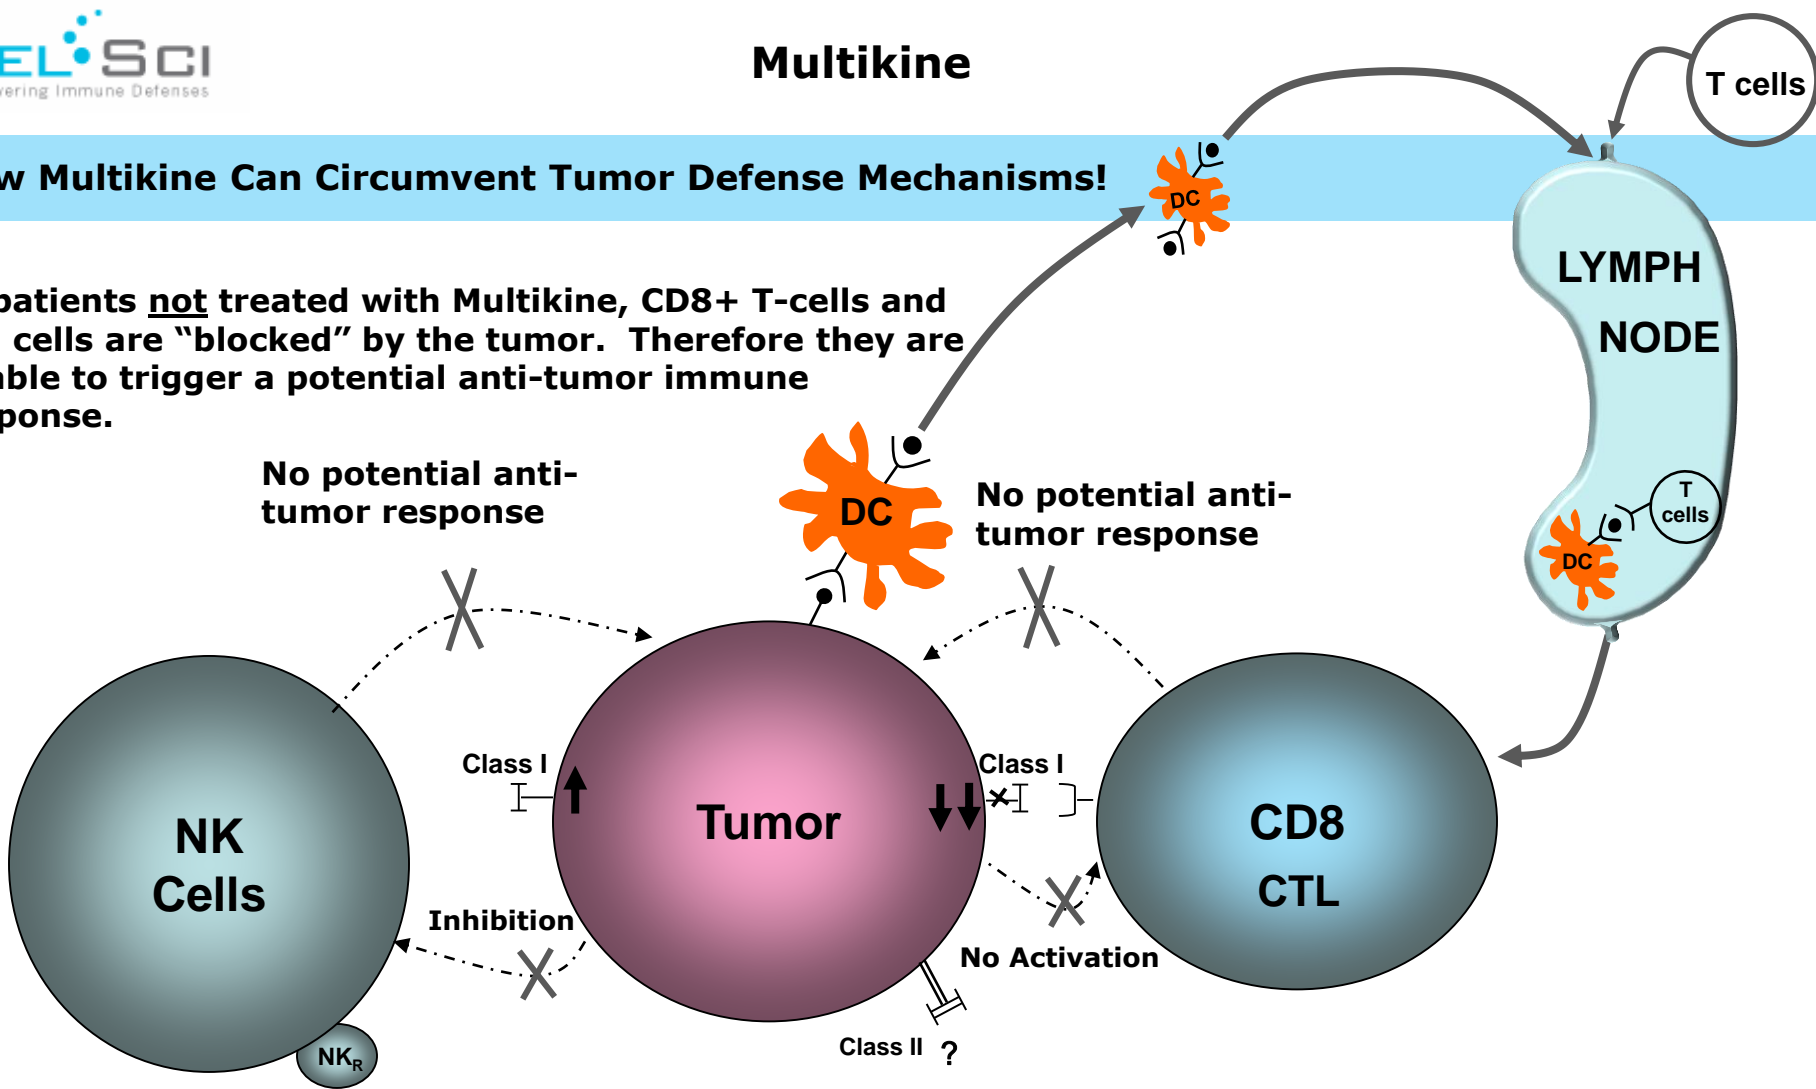 EL SCI
vering Immune Defenses
Multikine
T cells
w Multikine Can Circumvent Tumor Defense Mechanisms!
DC
LYMPH
NODE
patients not treated with Multikine, CD8+ T-cells and
cells are “blocked” by the tumor. Therefore they are
able to trigger a potential anti-tumor immune
ponse.
No potential anti-
tumor response
DC
No potential anti-
tumor response
T
cells
DC
Class I
Class I
NK
Cells
Tumor
CD8
CTL
Inhibition
No Activation
NKR
Class II ?